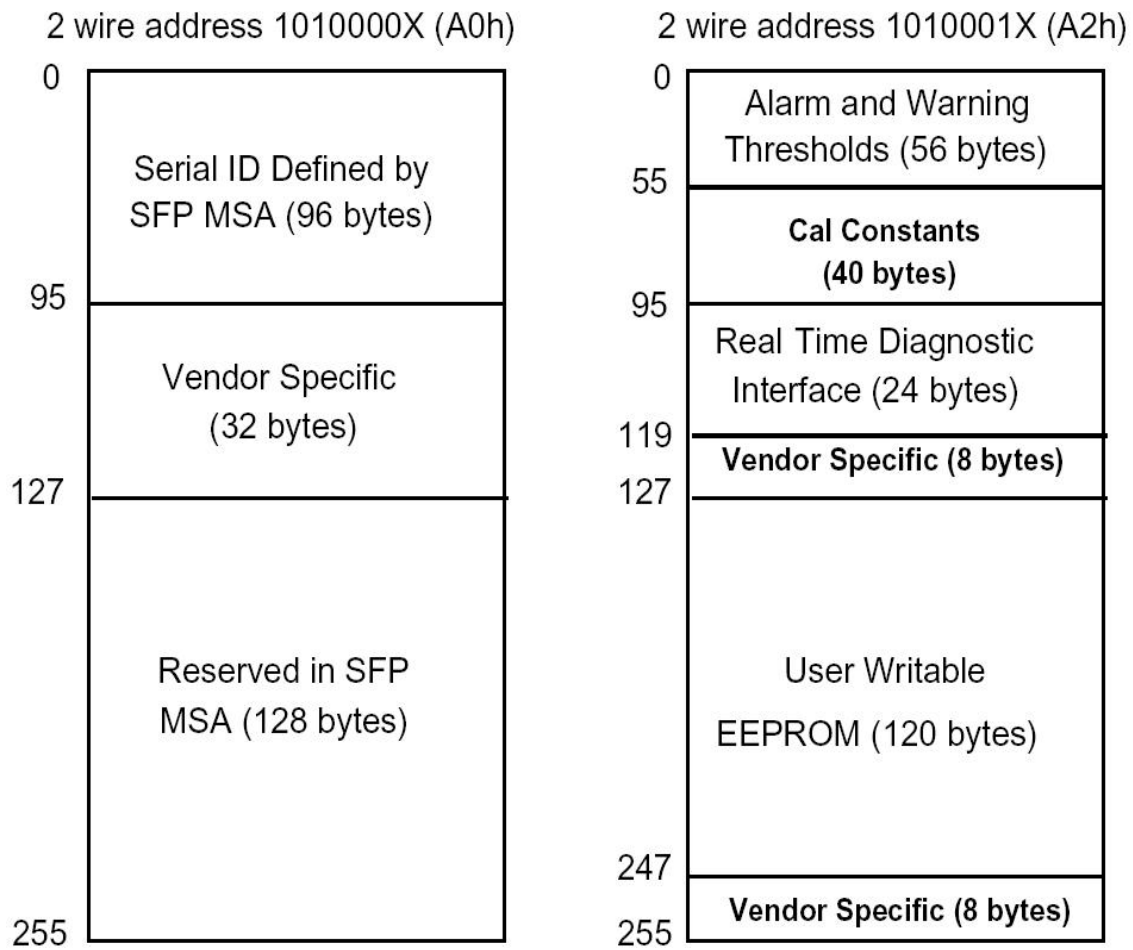 2 wire address 1010000X (A0h)
0
Serial ID Defined by
SFP MSA (96 bytes)
95
Vendor Specific
(32 bytes)
127
Reserved in SFP
MSA (128 bytes)
255
2 wire address 1010001X (A2h)
0
Alarm and Warning
Thresholds (56 bytes)
55
Cal Constants
(40 bytes)
95
Real Time Diagnostic
Interface (24 bytes)
119
Vendor Specific (8 bytes)
127
User Writable
EEPROM (120 bytes)
247
Vendor Specific (8 bytes)
255